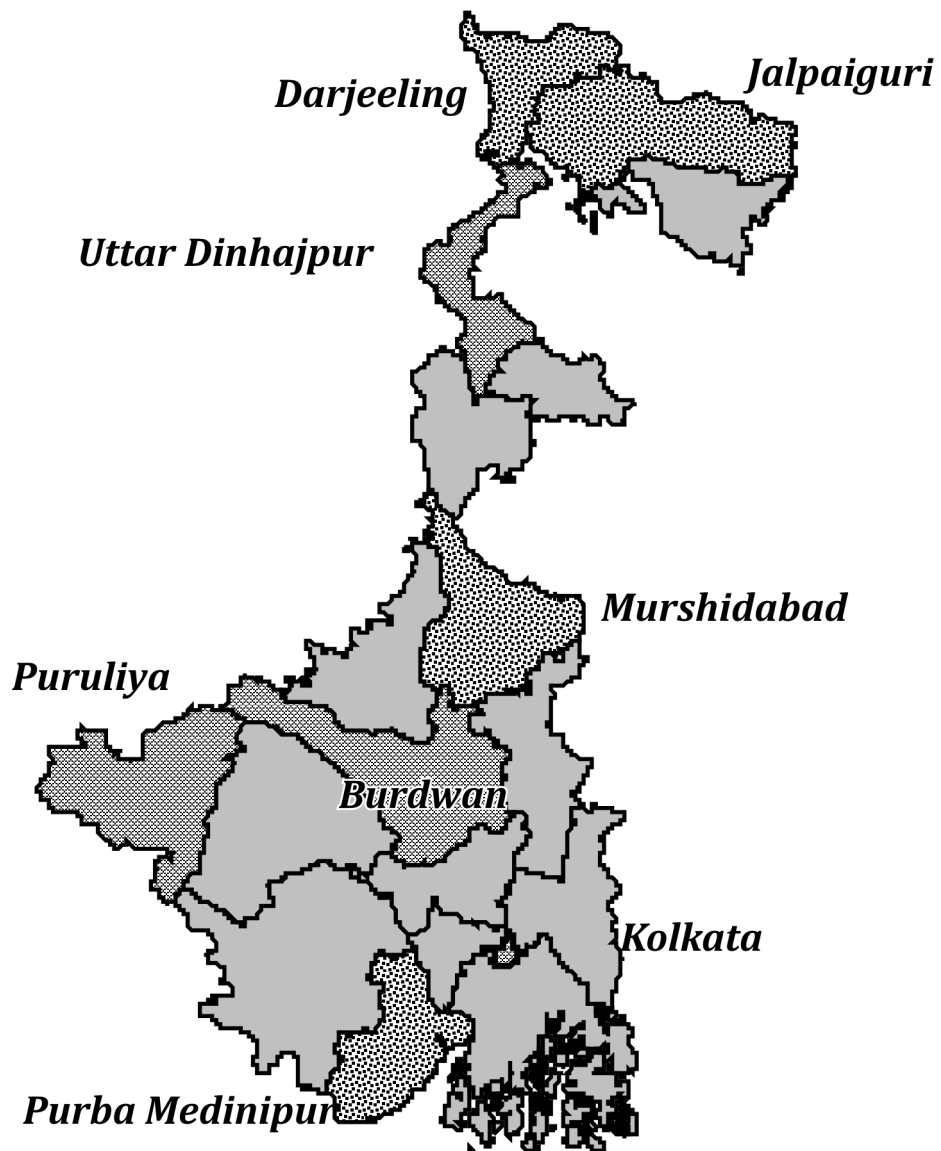 Jalpaiguri
Darjeeling
Uttar Dinhajpur
Murshidabad
Puruliya
Burdwan
Kolkata
Purba Medinipur